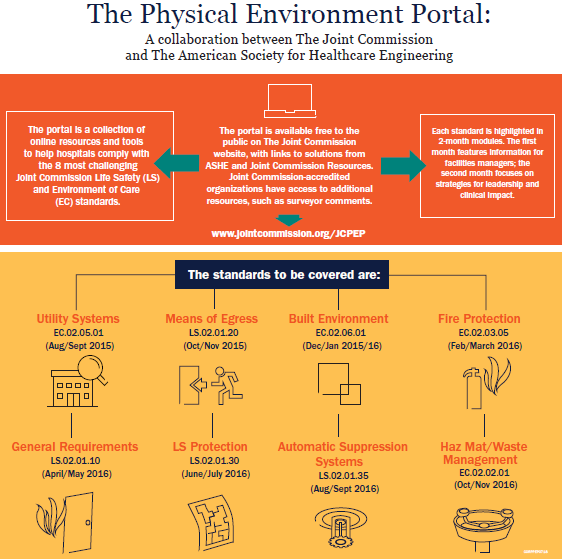 The Physical Environment Portal:
A collaboration between The Joint Commission
and The American Society for Healthcare Engineering
The portal is a collection of
online resources and tools
to help hospitals comply with
the 8 most challenging
Joint Commission Life Safety (LS)
and Environment of Care
(EC) standards.
The portal is available free to the
public on The Joint Commission
website, with links to solutions from
ASHE and Joint Commission Resources.
Joint Commission-accredited
organizations have access to additional
resources, such as surveyor comments.
www.jointcommission.org/JCPEP
Each standard is highlighted in
2-month modules. The first
month features information for
facilities managers; the
second month focuses on
strategies for leadership and
clinical impact.
The standards to be covered are:
Utility Systems
EC.02.05.01
(Aug/Sept 2015)
Means of Egress
LS.02.01.20
(Oct/Nov 2015)
Built Environment
EC.02.06.01
(Dec/Jan 2015/16)
Fire Protection
EC.02.03.05
(Feb/March 2016)
General Requirements
LS.02.01.10
(April/May 2016)
LS Protection
LS.02.01.30
(June/July 2016)
Automatic Suppression
Systems
LS.02.01.35
(Aug/Sept 2016)
Haz Mat/Waste
Management
EC.02.02.01
(Oct/Nov 2016)